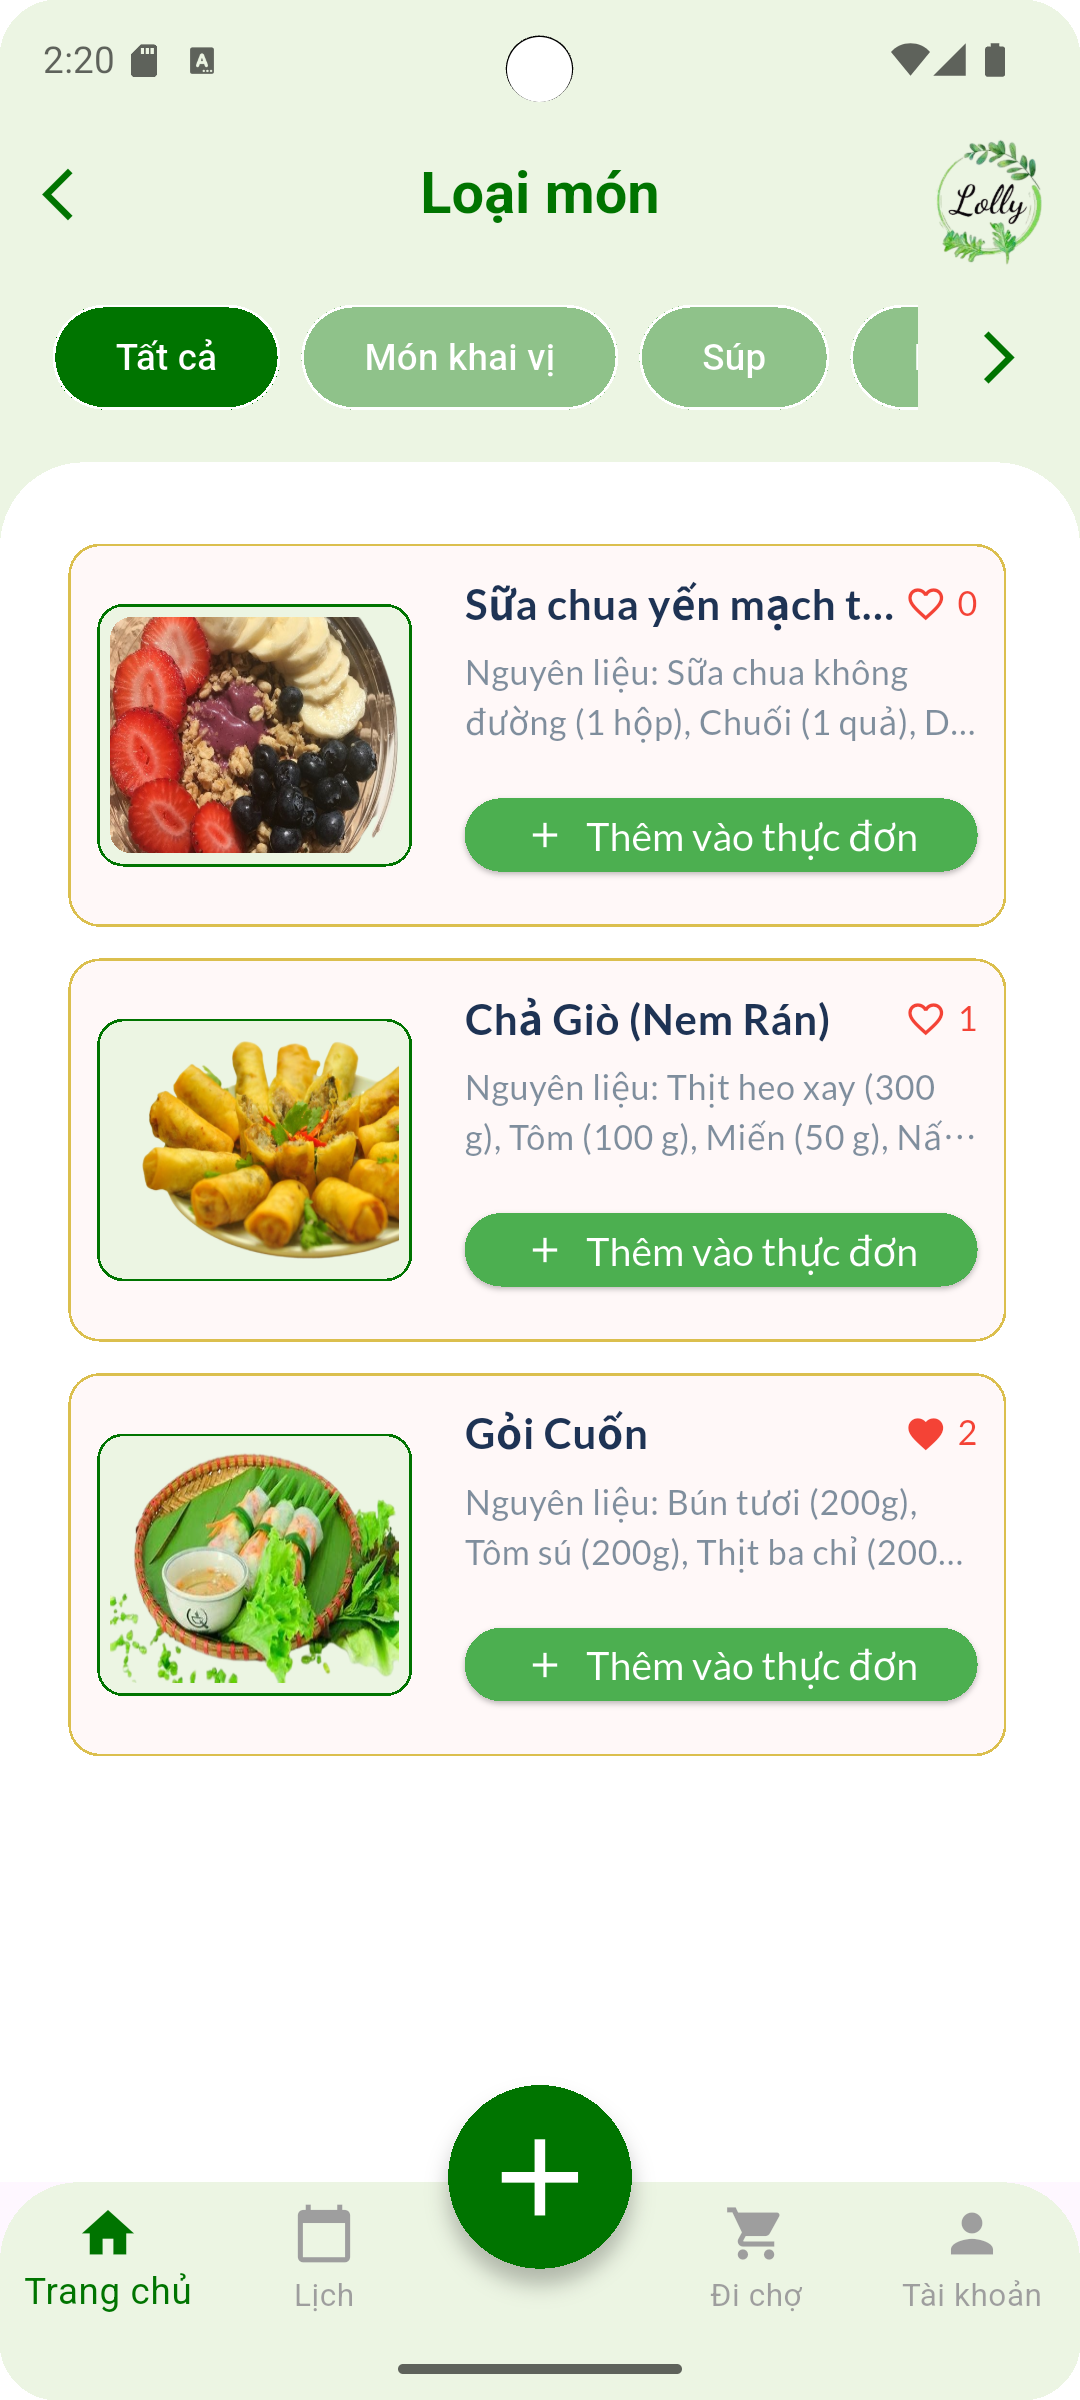 2:20
Loại món
Lolly
Tất cả
Món khai vị
Súp
Sữa chua yến mạch t...
0
Nguyên liệu: Sữa chua không
đường (1 hộp), Chuối (1 quả), D...
+ Thêm vào thực đơn
Chả Giò (Nem Rán)
1
Nguyên liệu: Thịt heo xay (300
g), Tôm (100 g), Miến (50 g), Nấ...
+ Thêm vào thực đơn
Gỏi Cuốn
2
Nguyên liệu: Bún tươi (200g),
Tôm sú (200g), Thịt ba chỉ (200...
+ Thêm vào thực đơn
Trang chủ
Lịch
Đi chợ
Tài khoản